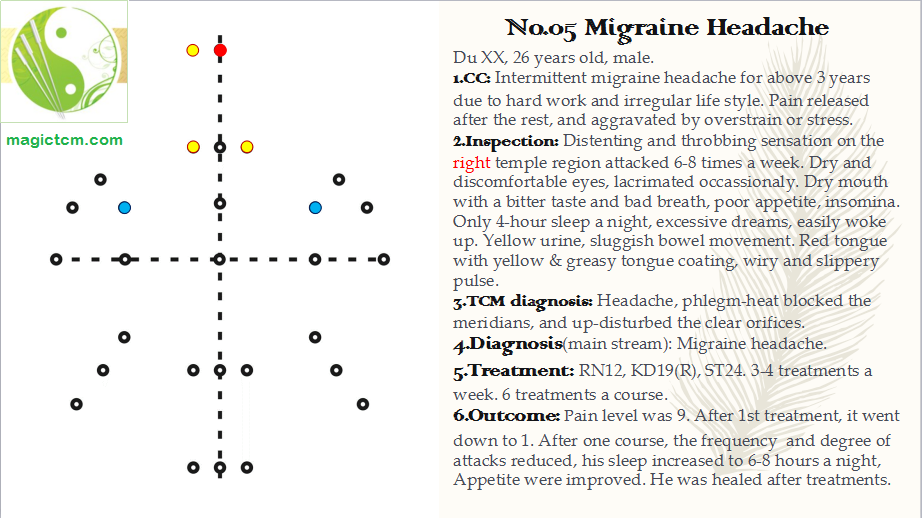 magictcm.com
No.05 Migraine Headache
Du XX, 26 years old, male.
1.CC: Intermittent migraine headache for above 3 years
due to hard work and irregular life style. Pain released
after the rest, and aggravated by overstrain or stress.
2.Inspection: Distenting and throbbing sensation on the
right temple region attacked 6-8 times a week. Dry and
discomfortable eyes, lacrimated occassionaly. Dry mouth
with a bitter taste and bad breath, poor appetite, insomina.
Only 4-hour sleep a night, excessive dreams, easily woke
up. Yellow urine, sluggish bowel movement. Red tongue
with yellow & greasy tongue coating, wiry and slippery
pulse.
3.TCM diagnosis: Headache, phlegm-heat blocked the
meridians, and up-disturbed the clear orifices.
4.Diagnosis(main stream): Migraine headache.
5.Treatment: RN12, KD19(R), ST24. 3-4 treatments a
week. 6 treatments a course.
6.Outcome: Pain level was 9. After 1st treatment, it went
down to 1. After one course, the frequency and degree of
attacks reduced, his sleep increased to 6-8 hours a night,
Appetite were improved. He was healed after treatments.